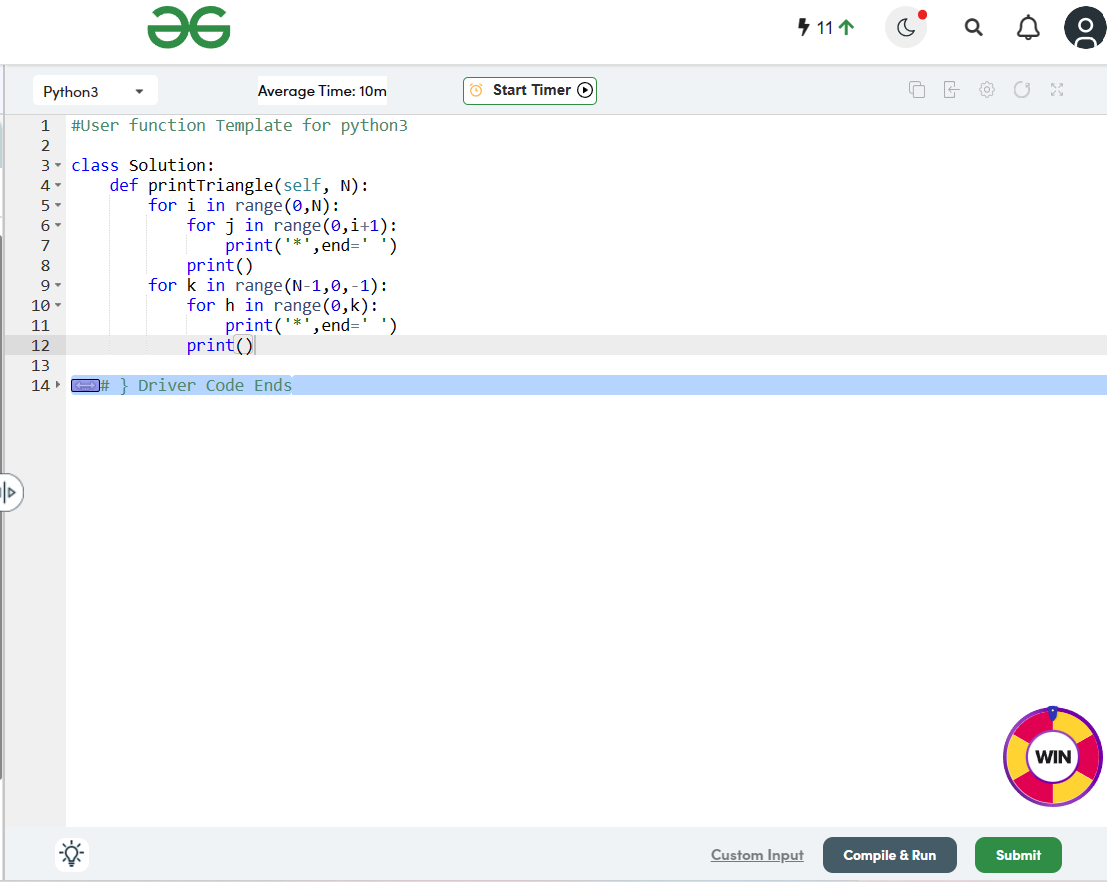 11
Python3 Average Time: 10m Start Timer
1 #User function Template for python3
2
3 class Solution:
4     def printTriangle(self, N):
5         for i in range(0,N):
6             for j in range(0,i+1):
7                 print('*',end=' ')
8             print()
9         for k in range(N-1,0,-1):
10             for h in range(0,k):
11                 print('*',end=' ')
12             print()
13
14 # } Driver Code Ends
WIN
Custom Input Compile & Run Submit